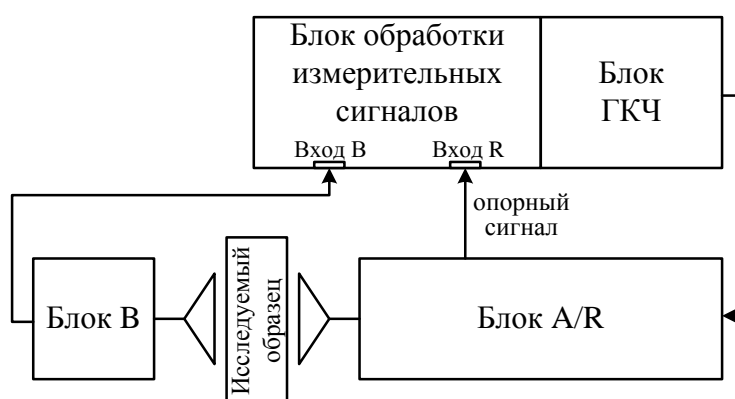 Блок обработки
измерительных
сигналов
Блок
ГКЧ
Вход В
Вход R
опорный
сигнал
Блок В
Исследуемый
образец
Блок A/R